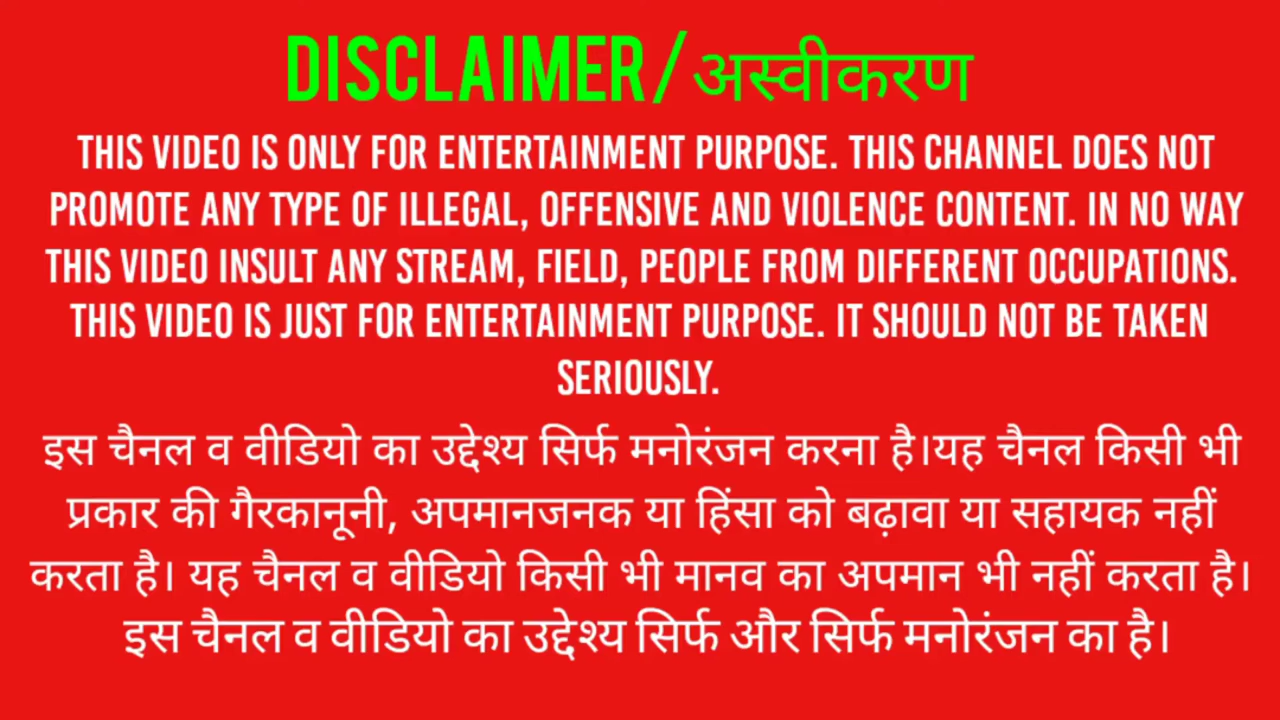 DISCLAIMER/अस्वीकरण
THIS VIDEO IS ONLY FOR ENTERTAINMENT PURPOSE. THIS CHANNEL DOES NOT
PROMOTE ANY TYPE OF ILLEGAL, OFFENSIVE AND VIOLENCE CONTENT. IN NO WAY
THIS VIDEO INSULT ANY STREAM, FIELD, PEOPLE FROM DIFFERENT OCCUPATIONS.
THIS VIDEO IS JUST FOR ENTERTAINMENT PURPOSE. IT SHOULD NOT BE TAKEN
SERIOUSLY.
इस चैनल व वीडियो का उद्देश्य सिर्फ मनोरंजन करना है।यह चैनल किसी भी
प्रकार की गैरकानूनी, अपमानजनक या हिंसा को बढ़ावा या सहायक नहीं
करता है। यह चैनल व वीडियो किसी भी मानव का अपमान भी नहीं करता है।
इस चैनल व वीडियो का उद्देश्य सिर्फ और सिर्फ मनोरंजन का है।